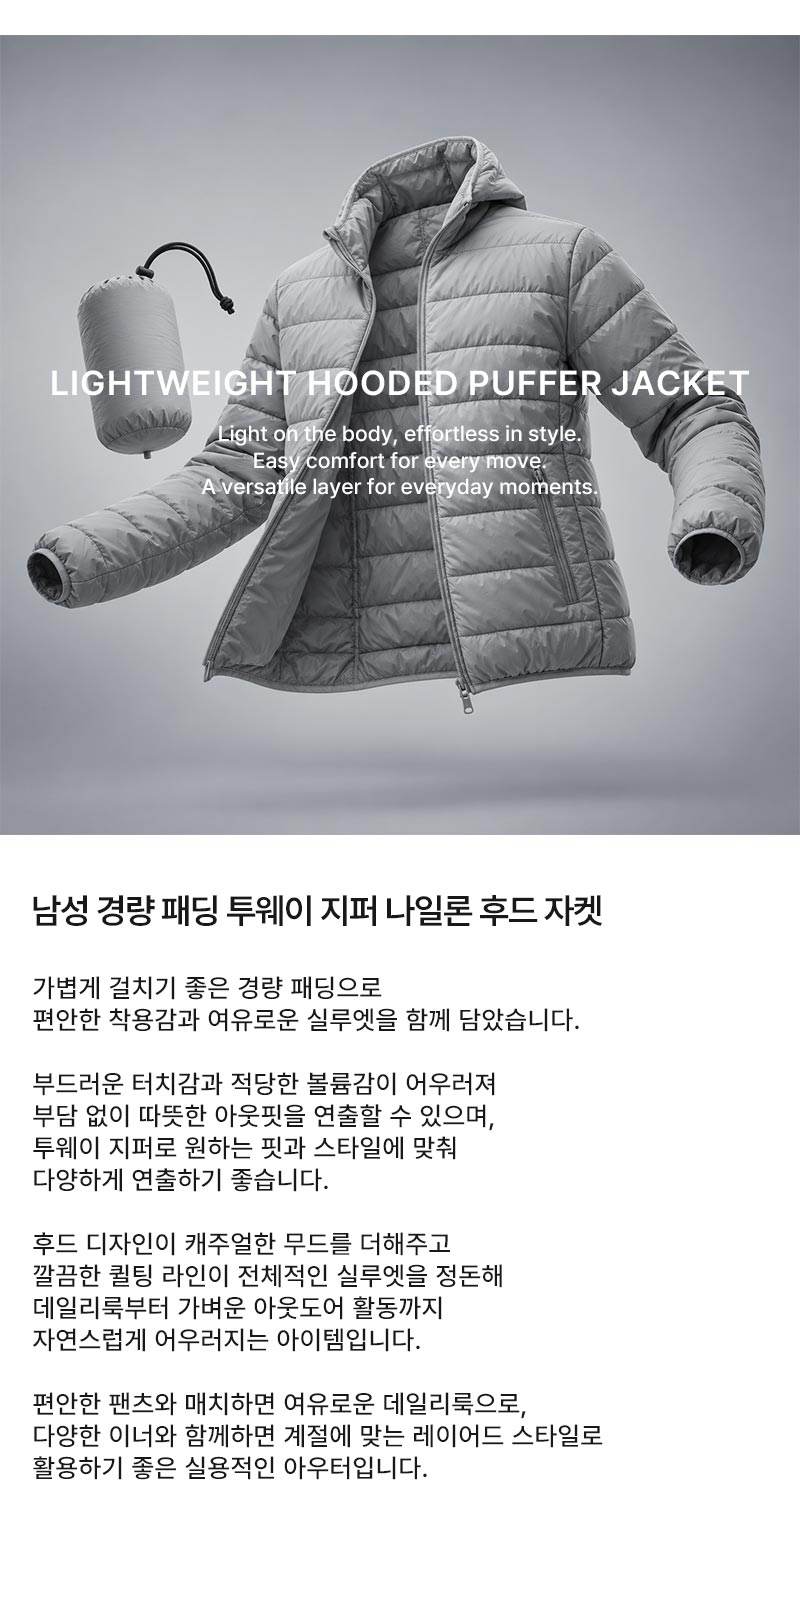 LIGHTWEIGHT HOODED PUFFER JACKET
Light on the body, effortless in style.
Easy comfort for every move.
A versatile layer for everyday moments.
남성 경량 패딩 투웨이 지퍼 나일론 후드 자켓
가볍게 걸치기 좋은 경량 패딩으로
편안한 착용감과 여유로운 실루엣을 함께 담았습니다.
부드러운 터치감과 적당한 볼륨감이 어우러져
부담 없이 따뜻한 아웃핏을 연출할 수 있으며,
투웨이 지퍼로 원하는 핏과 스타일에 맞춰
다양하게 연출하기 좋습니다.
후드 디자인이 캐주얼한 무드를 더해주고
깔끔한 퀼팅 라인이 전체적인 실루엣을 정돈해
데일리룩부터 가벼운 아웃도어 활동까지
자연스럽게 어우러지는 아이템입니다.
편안한 팬츠와 매치하면 여유로운 데일리룩으로,
다양한 이너와 함께하면 계절에 맞는 레이어드 스타일로
활용하기 좋은 실용적인 아우터입니다.